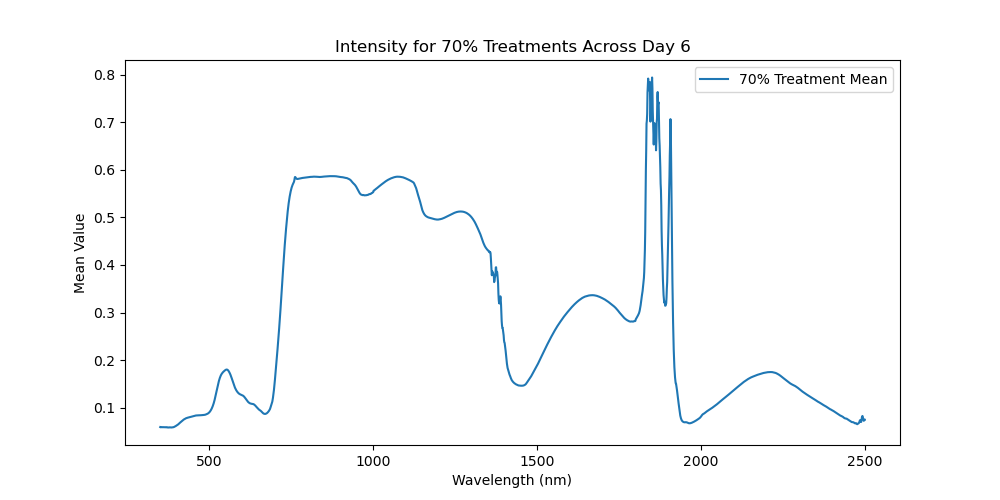 Intensity for 70% Treatments Across Day 6
70% Treatment Mean
Mean Value
0.8
0.7
0.6
0.5
0.4
0.3
0.2
0.1
500 1000 1500 2000 2500
Wavelength (nm)